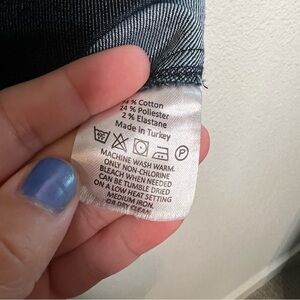 % Cotton
24 % Poliester
2 % Elastane
Made in Turkey
P
MACHINE WASH WARM.
ONLY NON-CHLORINE
BLEACH WHEN NEEDED
CAN BE TUMBLE DRIED
ON A LOW HEAT SETTING
MEDIUM IRON.
OR DRY CLEAN